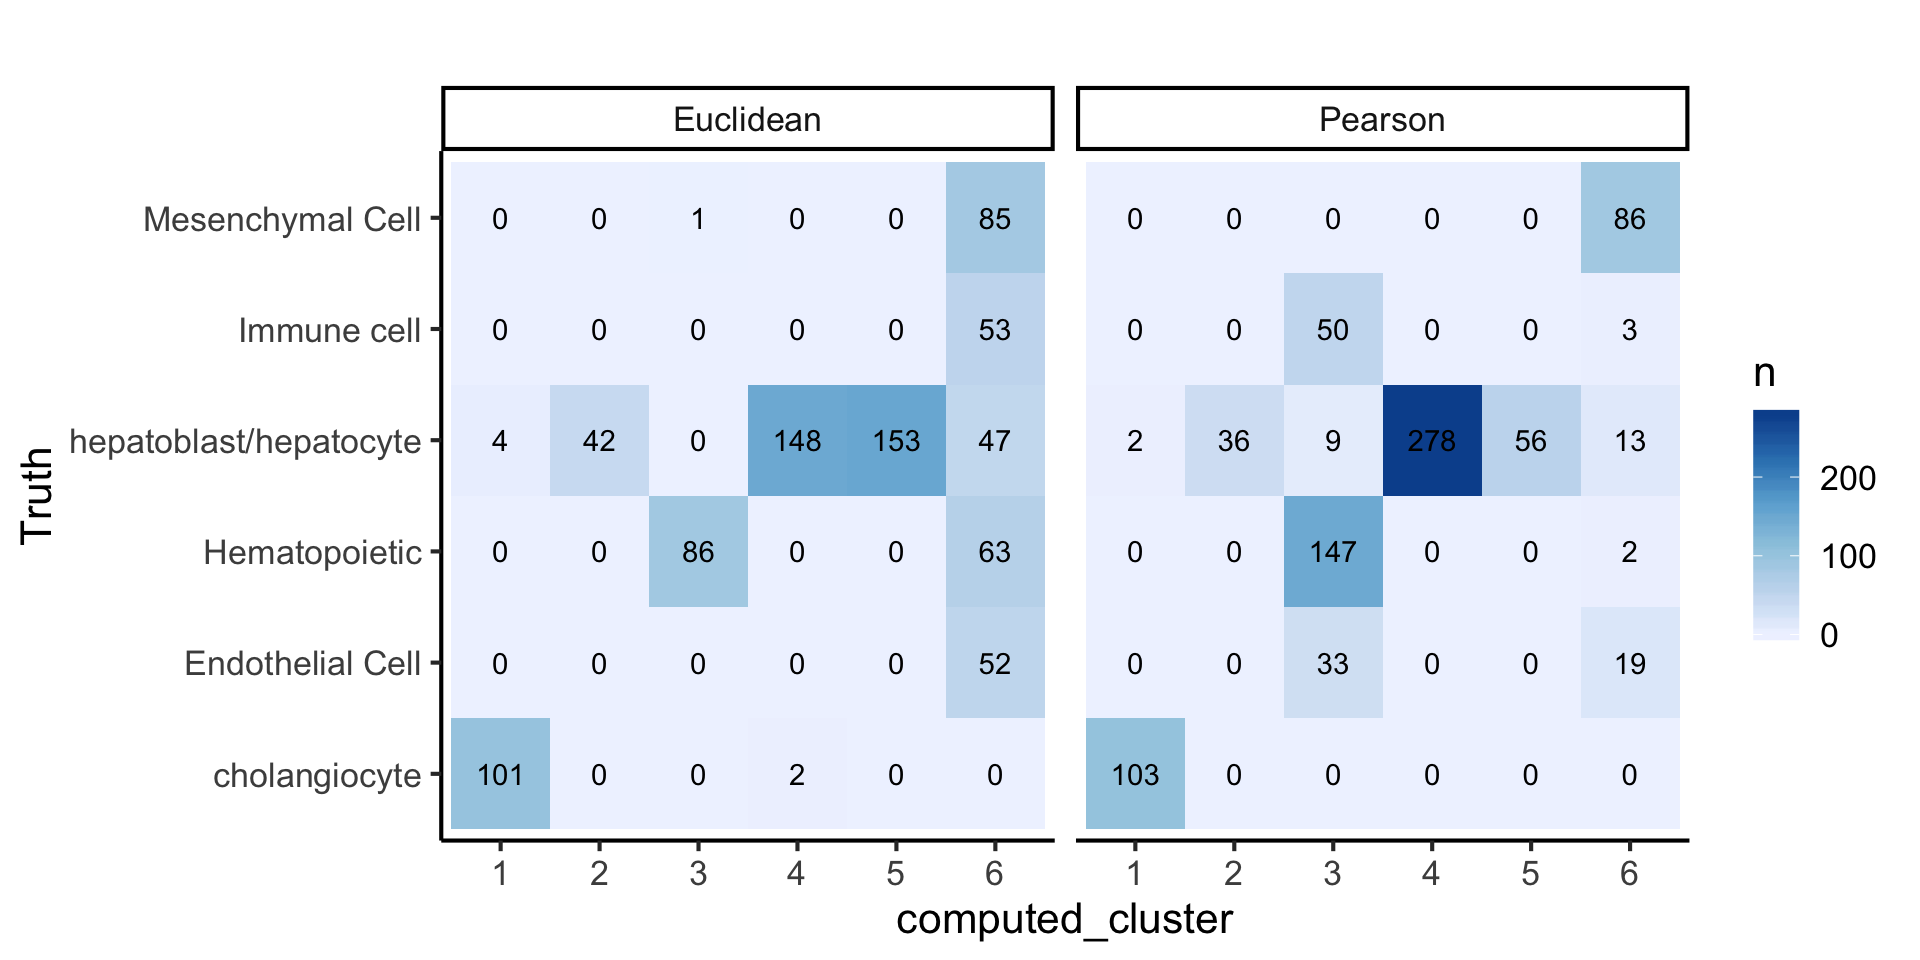 Euclidean Pearson
Mesenchymal Cell 0 0 1 0 0 85 0 0 0 0 0 86
Immune cell 0 0 0 0 0 53 0 0 50 0 0 3
hepatoblast/hepatocyte 4 42 0 148 153 47 2 36 9 278 56 13
Hematopoietic 0 0 86 0 0 63 0 0 147 0 0 2
Endothelial Cell 0 0 0 0 0 52 0 0 33 0 0 19
cholangiocyte 101 0 0 2 0 0 103 0 0 0 0 0
1 2 3 4 5 6 1 2 3 4 5 6
computed_cluster
Truth
n
200
100
0